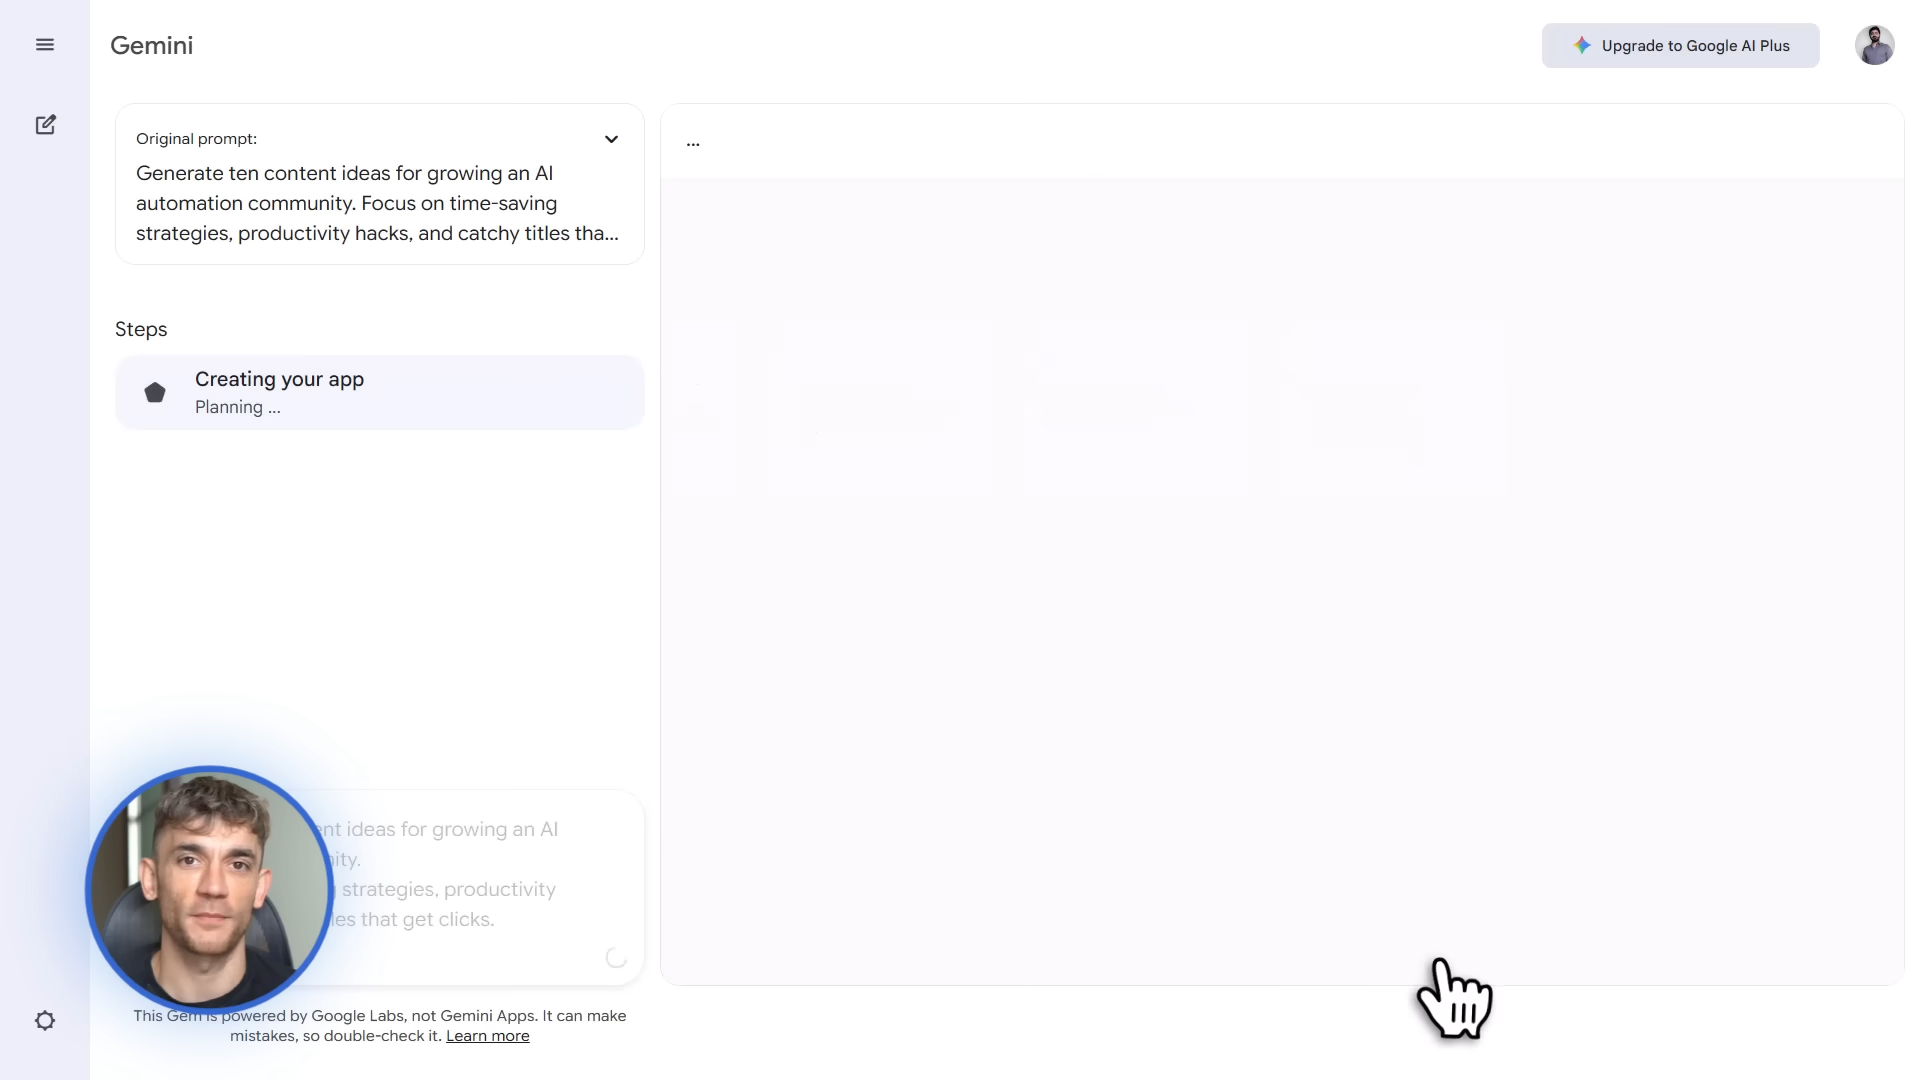 Gemini
Upgrade to Google AI Plus
Original prompt:
Generate ten content ideas for growing an AI
automation community. Focus on time-saving
strategies, productivity hacks, and catchy titles tha...
...
Steps
Creating your app
Planning ...
ideas for growing an AI
strategies, productivity
that get clicks.
This Gem is powered by Google Labs, not Gemini Apps. It can make
mistakes, so double-check it. Learn more